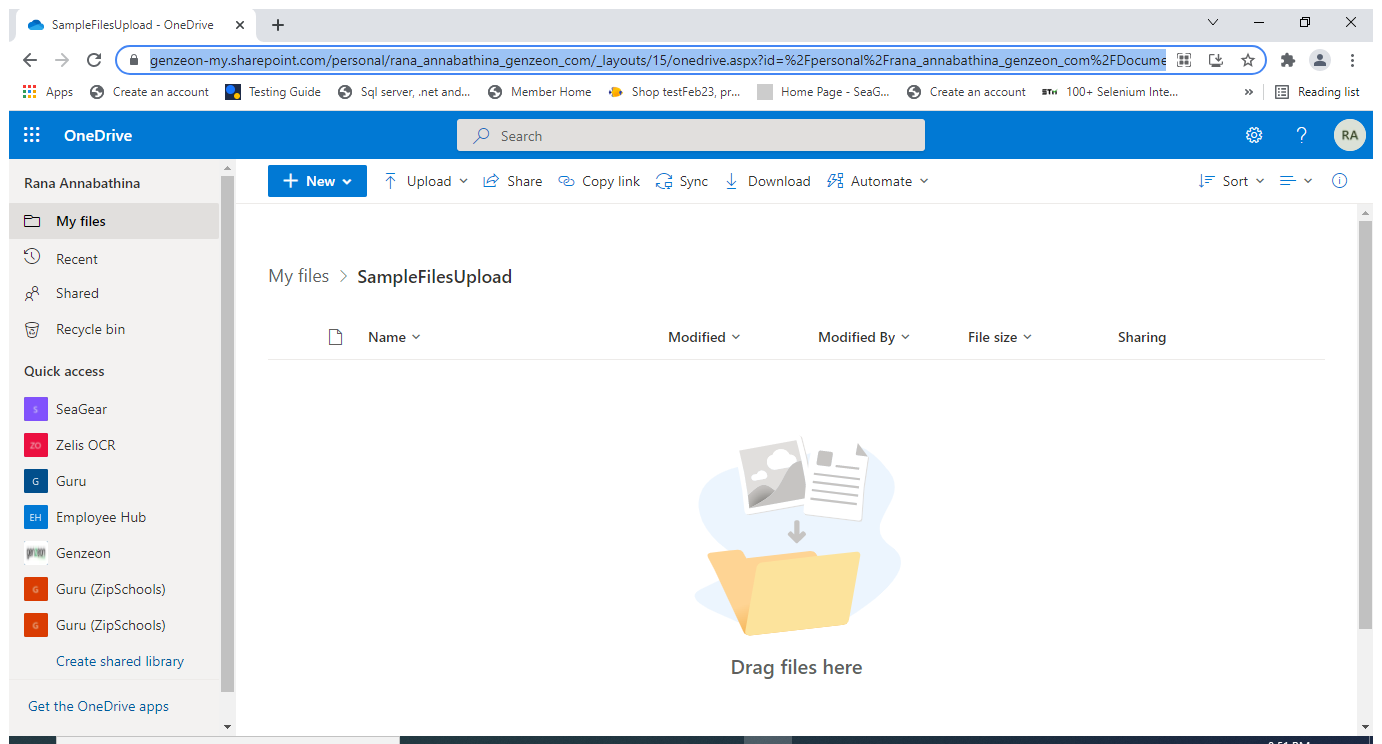 SampleFilesUpload - OneDrive
genzeon-my.sharepoint.com/personal/rana_annabathina_genzeon_com/_layouts/15/onedrive.aspx?id=%2Fpersonal%2Frana_annabathina_genzeon_com%2FDocume
Apps Create an account Testing Guide Sql server, .net and... Member Home Shop testFeb23, pr... Home Page - SeaG... Create an account STH 100+ Selenium Inte... » Reading list
OneDrive Search ? RA
Rana Annabathina
+ New Upload Share Copy link Sync Download Automate Sort
My files
Recent
Shared
Recycle bin
Quick access
S SeaGear
ZO Zelis OCR
G Guru
EH Employee Hub
Genzeon
G Guru (ZipSchools)
G Guru (ZipSchools)
Create shared library
Get the OneDrive apps
My files > SampleFilesUpload
Name Modified Modified By File size Sharing
Drag files here